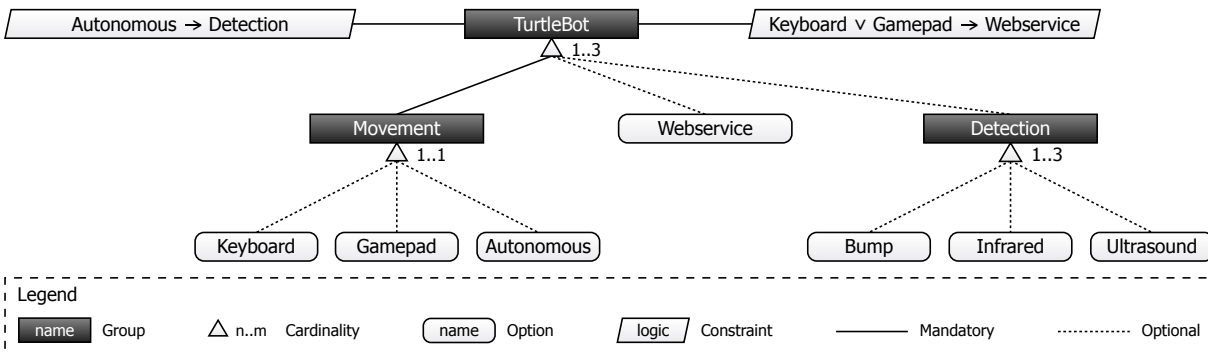 Autonomous → Detection
TurtleBot
Keyboard ∨ Gamepad → Webservice
1..3
Movement
Webservice
Detection
1..1
1..3
Keyboard
Gamepad
Autonomous
Bump
Infrared
Ultrasound
Legend
name Group
n..m Cardinality
name Option
logic Constraint
Mandatory
Optional